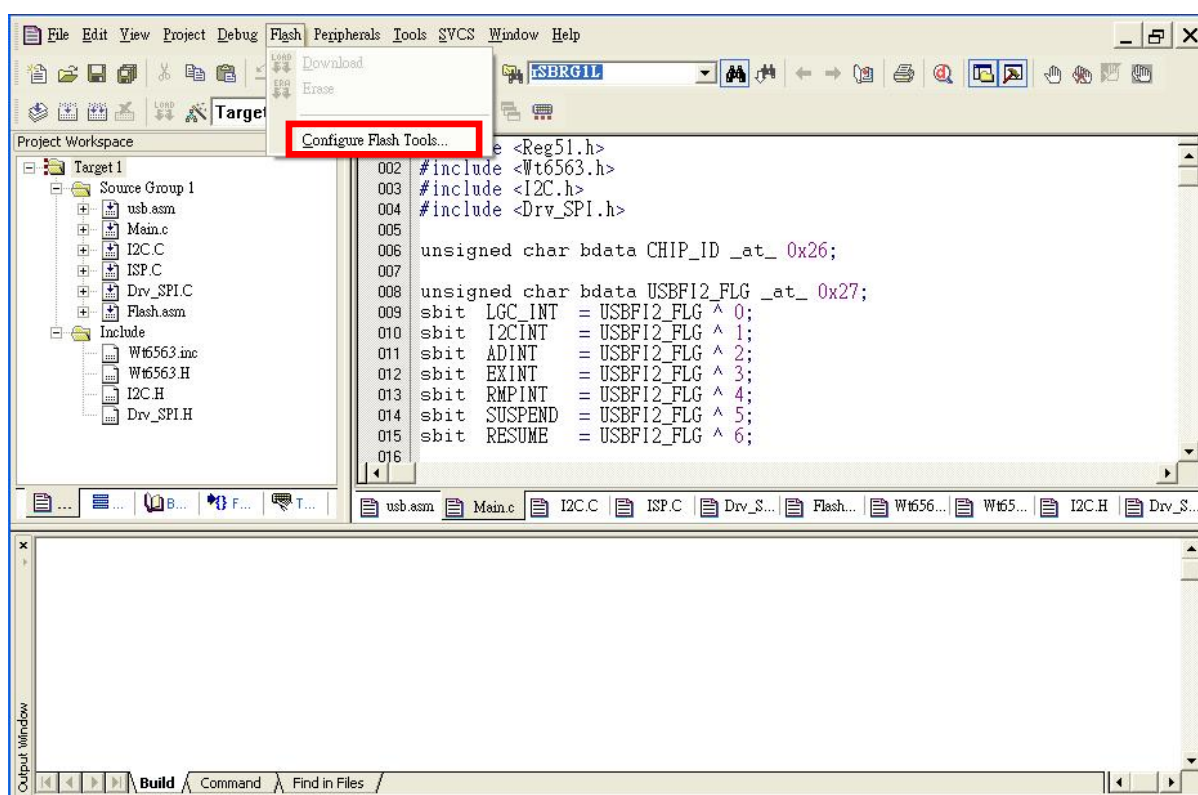 File Edit View Project Debug Flash Peripherals Tools SVCS Window Help
LOAD Download
ERA Erase
Configure Flash Tools...
rSBRG1L
LOAD
Target
Project Workspace
Target 1
Source Group 1
usb.asm
Main.c
I2C.C
ISP.C
Drv_SPI.C
Flash.asm
Include
Wt6563.inc
Wt6563.H
I2C.H
Drv_SPI.H
e <Reg51.h>
002 #include <Wt6563.h>
003 #include <I2C.h>
004 #include <Drv_SPI.h>
005
006 unsigned char bdata CHIP_ID _at_ 0x26;
007
008 unsigned char bdata USBFI2_FLG _at_ 0x27;
009 sbit LGC_INT = USBFI2_FLG ^ 0;
010 sbit I2CINT = USBFI2_FLG ^ 1;
011 sbit ADINT = USBFI2_FLG ^ 2;
012 sbit EXINT = USBFI2_FLG ^ 3;
013 sbit RMPINT = USBFI2_FLG ^ 4;
014 sbit SUSPEND = USBFI2_FLG ^ 5;
015 sbit RESUME = USBFI2_FLG ^ 6;
016
... ... B... F... T...
usb.asm Main.c I2C.C ISP.C Drv_S... Flash... Wt656... Wt65... I2C.H Drv_S...
Output Window
Build Command Find in Files